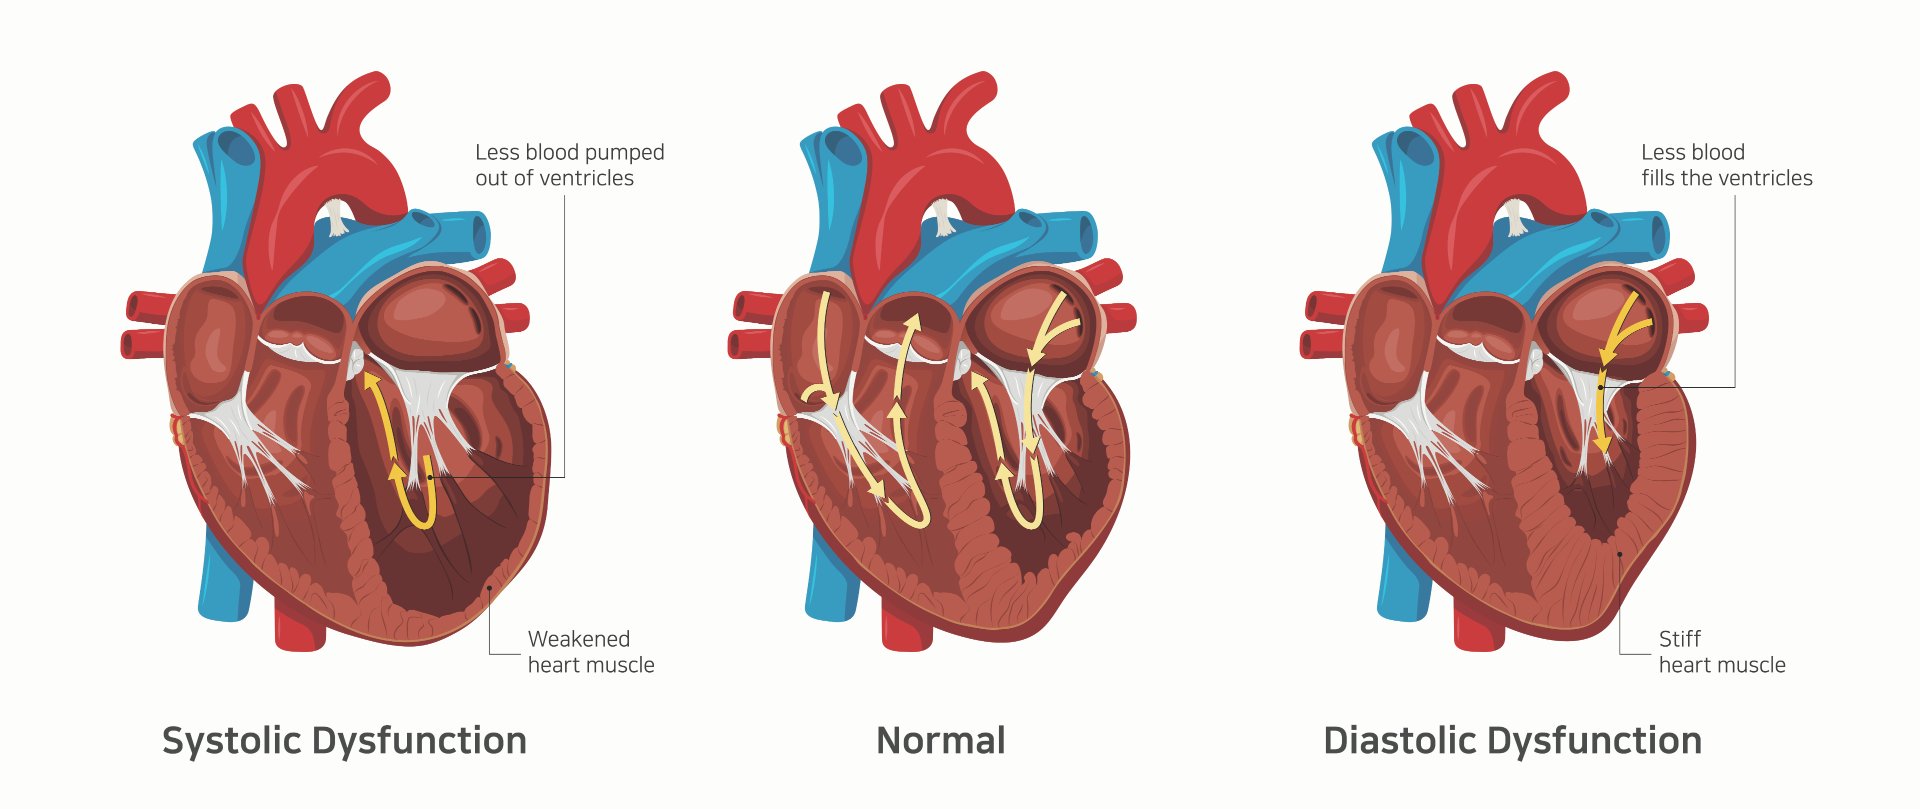 Less blood pumped
out of ventricles
Weakened
heart muscle
Systolic Dysfunction
Normal
Less blood
fills the ventricles
Stiff
heart muscle
Diastolic Dysfunction